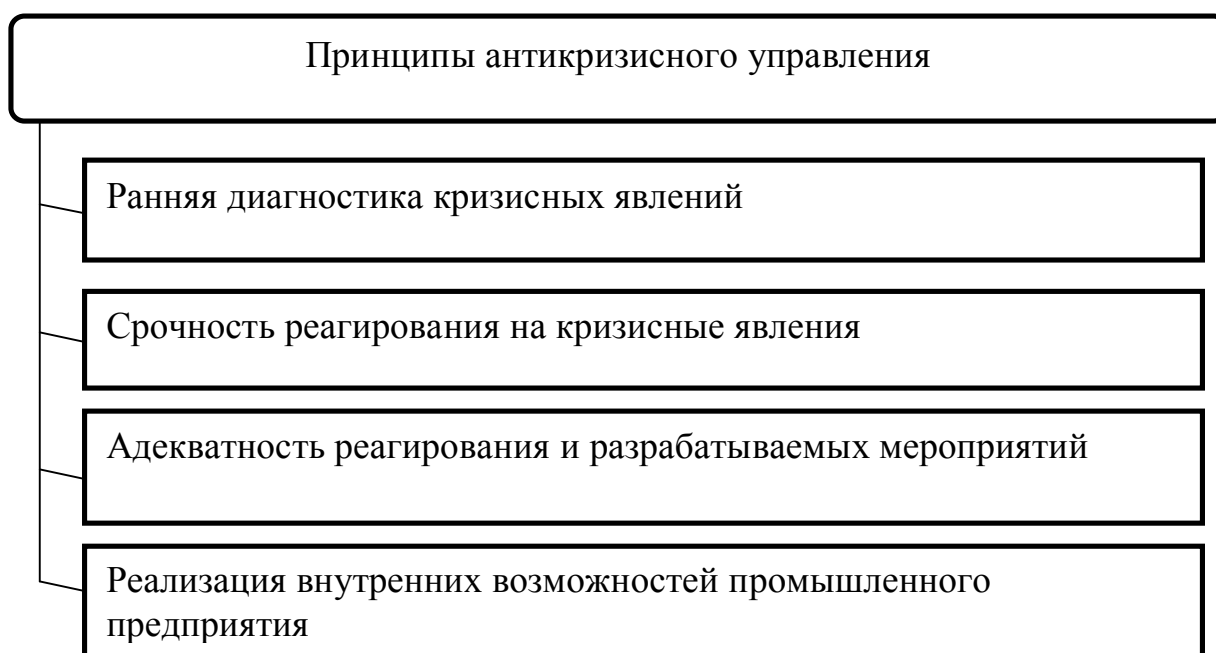 Принципы антикризисного управления
Ранняя диагностика кризисных явлений
Срочность реагирования на кризисные явления
Адекватность реагирования и разрабатываемых мероприятий
Реализация внутренних возможностей промышленного
предприятия